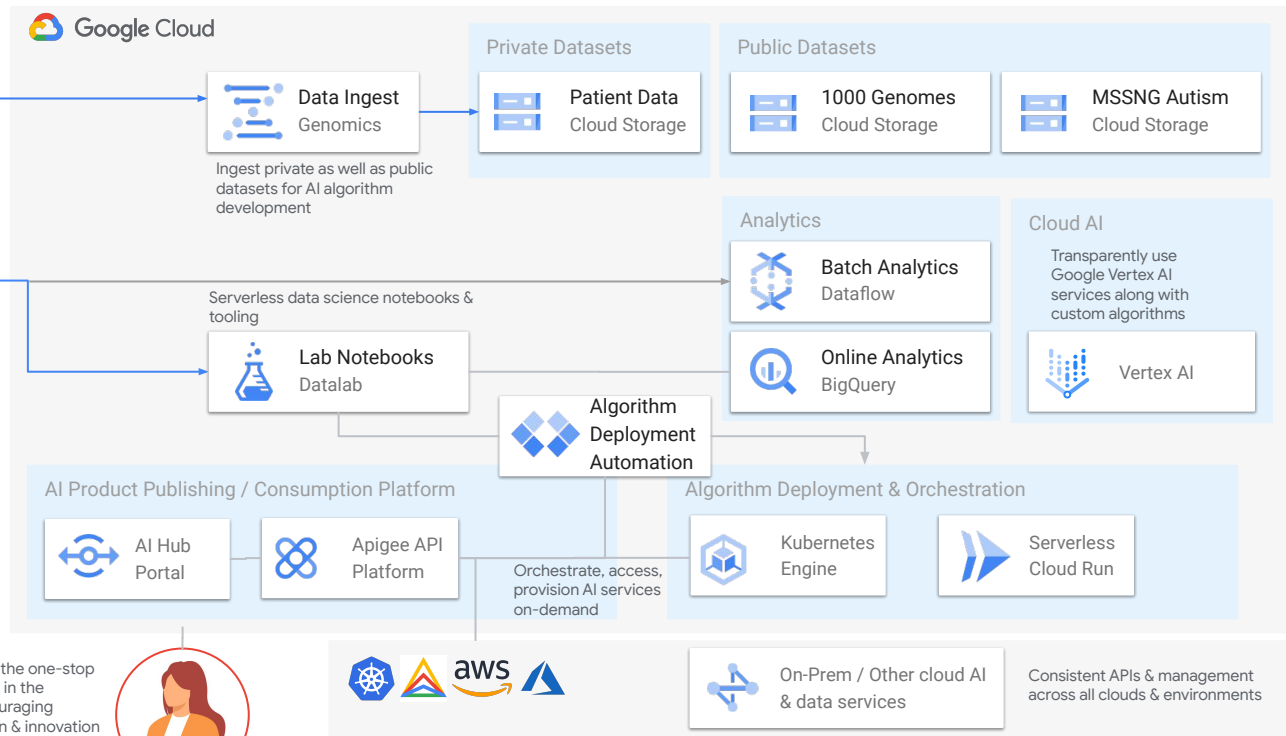 Google Cloud
Private Datasets
Public Datasets
Data Ingest
Genomics
Patient Data
Cloud Storage
1000 Genomes
Cloud Storage
MSSNG Autism
Cloud Storage
Ingest private as well as public
datasets for AI algorithm
development
Analytics
Cloud AI
Batch Analytics
Dataflow
Transparently use
Google Vertex AI
services along with
custom algorithms
Serverless data science notebooks &
tooling
Lab Notebooks
Datalab
Online Analytics
BigQuery
Vertex AI
Algorithm
Deployment
Automation
AI Product Publishing / Consumption Platform
Algorithm Deployment & Orchestration
AI Hub
Portal
Apigee API
Platform
Orchestrate, access,
provision AI services
on-demand
Kubernetes
Engine
Serverless
Cloud Run
the one-stop
in the
uraging
n & innovation
aws
On-Prem / Other cloud AI
& data services
Consistent APIs & management
across all clouds & environments